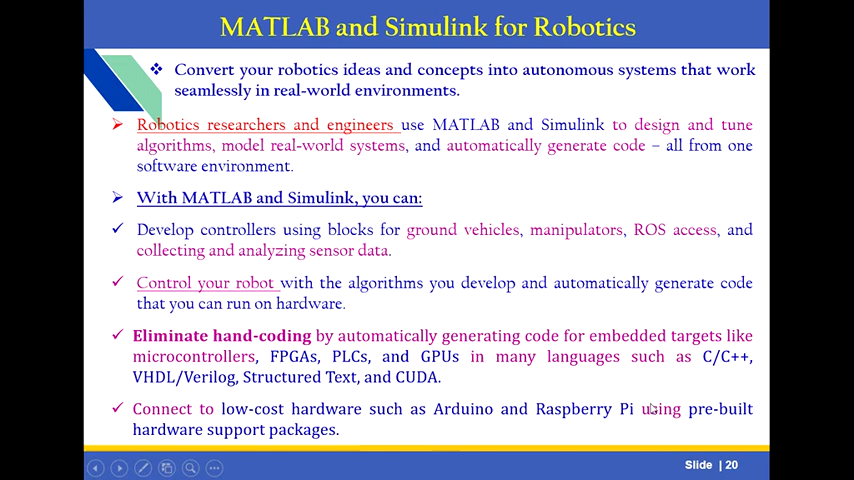 MATLAB and Simulink for Robotics
Convert your robotics ideas and concepts into autonomous systems that work
seamlessly in real-world environments.
Robotics researchers and engineers use MATLAB and Simulink to design and tune
algorithms, model real-world systems, and automatically generate code – all from one
software environment.
With MATLAB and Simulink, you can:
Develop controllers using blocks for ground vehicles, manipulators, ROS access, and
collecting and analyzing sensor data.
Control your robot with the algorithms you develop and automatically generate code
that you can run on hardware.
Eliminate hand-coding by automatically generating code for embedded targets like
microcontrollers, FPGAs, PLCs, and GPUs in many languages such as C/C++,
VHDL/Verilog, Structured Text, and CUDA.
Connect to low-cost hardware such as Arduino and Raspberry Pi using pre-built
hardware support packages.
Slide | 20